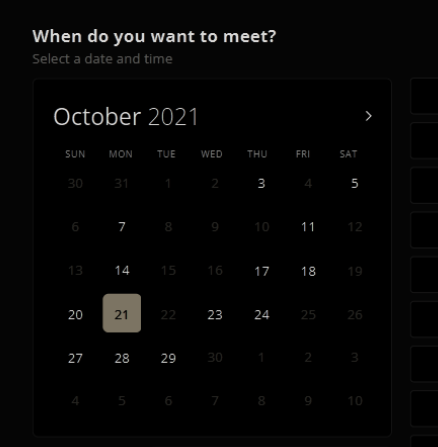 When do you want to meet?
Select a date and time
October 2021 >
SUN MON TUE WED THU FRI SAT
30 31 1 2 3 4 5
6 7 8 9 10 11 12
13 14 15 16 17 18 19
20 21 22 23 24 25 26
27 28 29 30 1 2 3
4 5 6 7 8 9 10